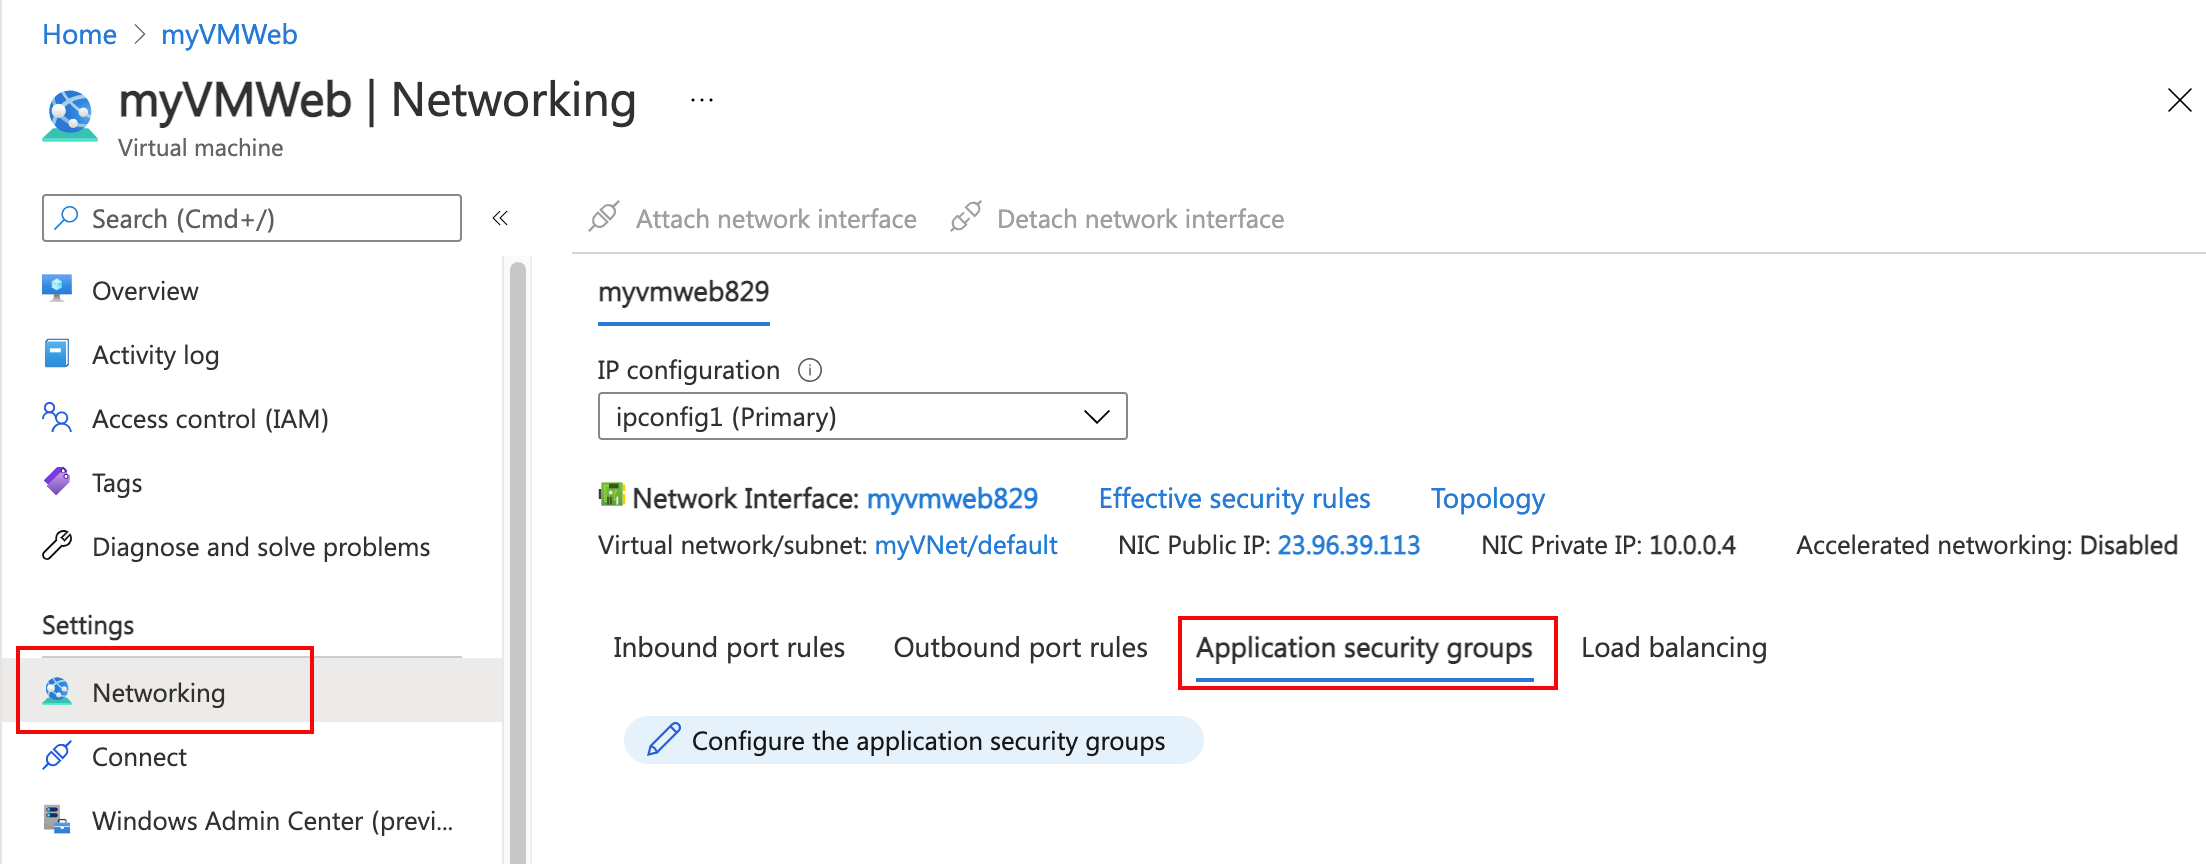 Home > myVMWeb
myVMWeb | Networking ...
Virtual machine
Search (Cmd+/)
«
Attach network interface
Detach network interface
Overview
Activity log
Access control (IAM)
Tags
Diagnose and solve problems
Settings
Networking
Connect
Windows Admin Center (previ...
myvmweb829
IP configuration
ipconfig1 (Primary)
Network Interface: myvmweb829 Effective security rules Topology
Virtual network/subnet: myVNet/default NIC Public IP: 23.96.39.113 NIC Private IP: 10.0.0.4 Accelerated networking: Disabled
Inbound port rules Outbound port rules Application security groups Load balancing
Configure the application security groups